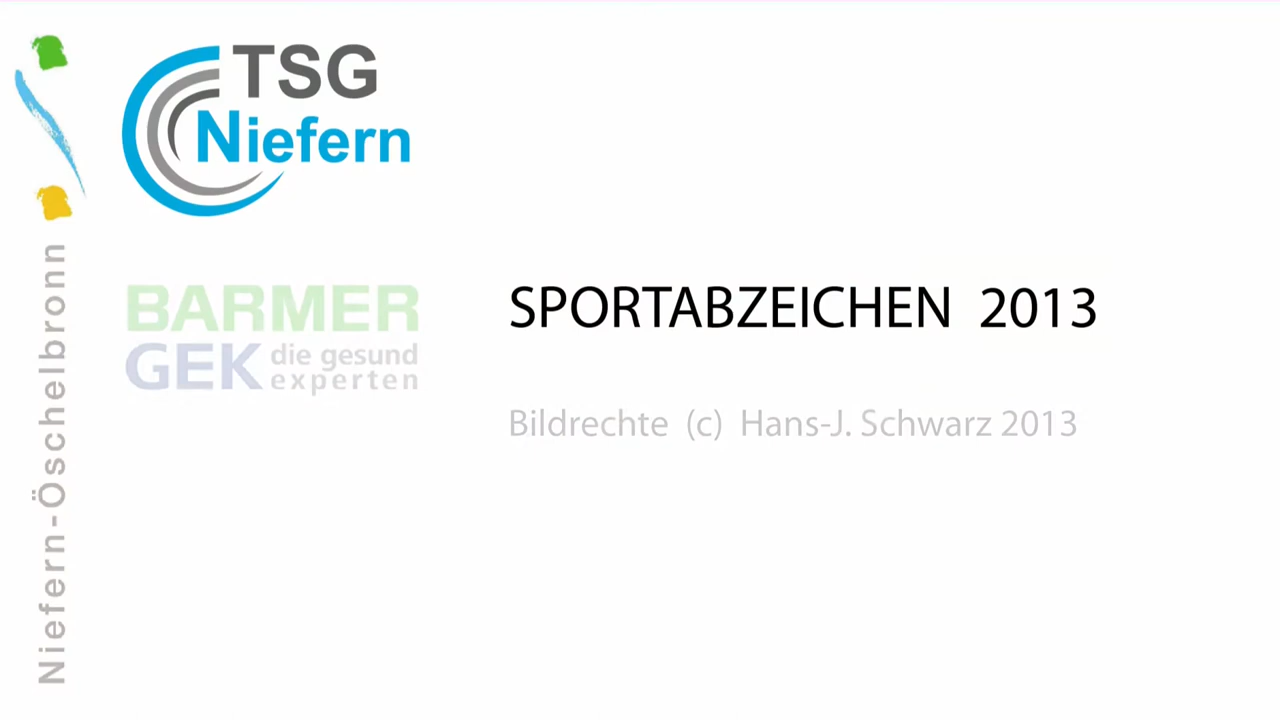 TSG
Niefern
BARMER
GEK die gesund
experten
SPORTABZEICHEN 2013
Bildrechte (c) Hans-J. Schwarz 2013
Niefern-Öschelbronn